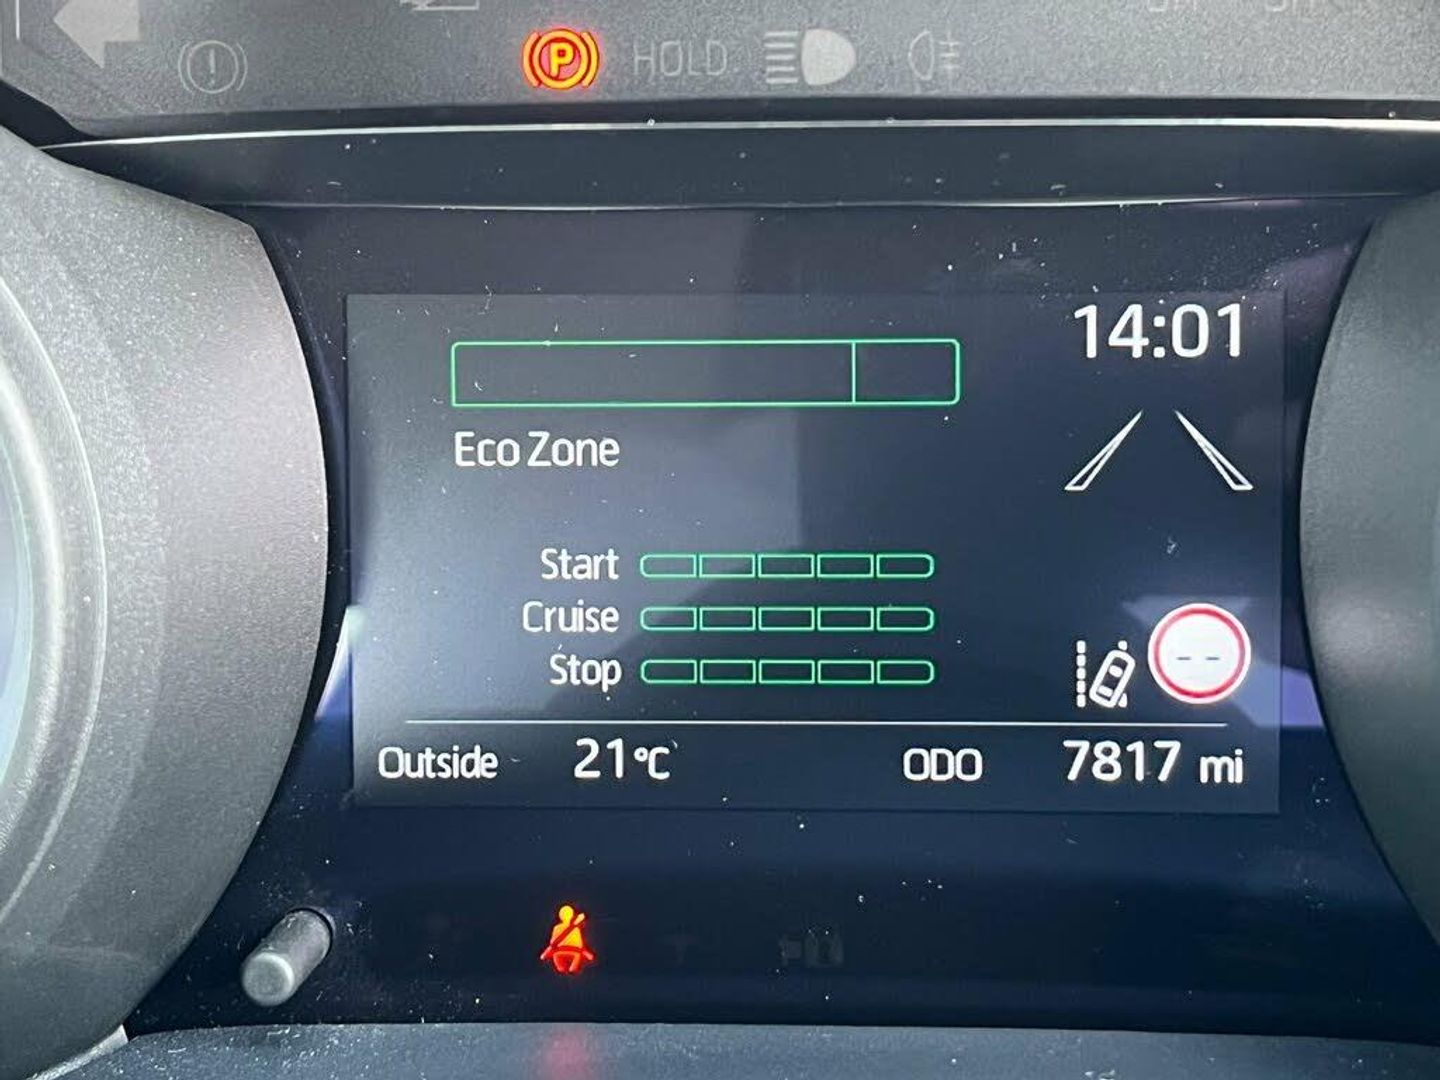 P HOLD
14:01
Eco Zone
Start
Cruise
Stop
-- 
Outside 21°C ODO 7817 mi